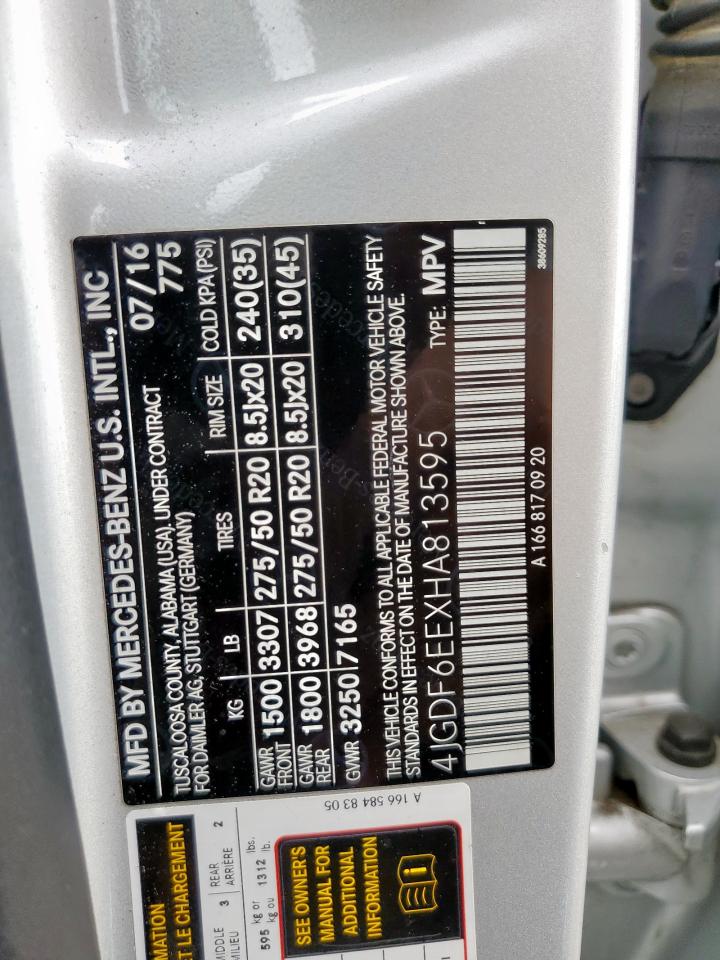 MFD BY MERCEDES-BENZ U.S. INTL., INC
TUSCALOOSA COUNTY, ALABAMA (USA), UNDER CONTRACT 07/16
FOR DAIMLER AG, STUTTGART (GERMANY) 775
KG LB TIRES RIM SIZE COLD KPA (PSI)
GAWR FRONT 1500 3307 275/50 R20 8.5Jx20 240(35)
GAWR REAR 1800 3968 275/50 R20 8.5Jx20 310(45)
GVWR 3250 7165
THIS VEHICLE CONFORMS TO ALL APPLICABLE FEDERAL MOTOR VEHICLE SAFETY
STANDARDS IN EFFECT ON THE DATE OF MANUFACTURE SHOWN ABOVE.
4JGDF6EEXHA813595 TYPE: MPV
A 166 817 09 20
38609285
A 166 584 83 05
ET LE CHARGEMENT
MIDDLE 3 REAR 2
MILIEU ARRIÈRE
595 kg or 1312 lbs.
kg ou lb.
SEE OWNER'S
MANUAL FOR
ADDITIONAL
INFORMATION